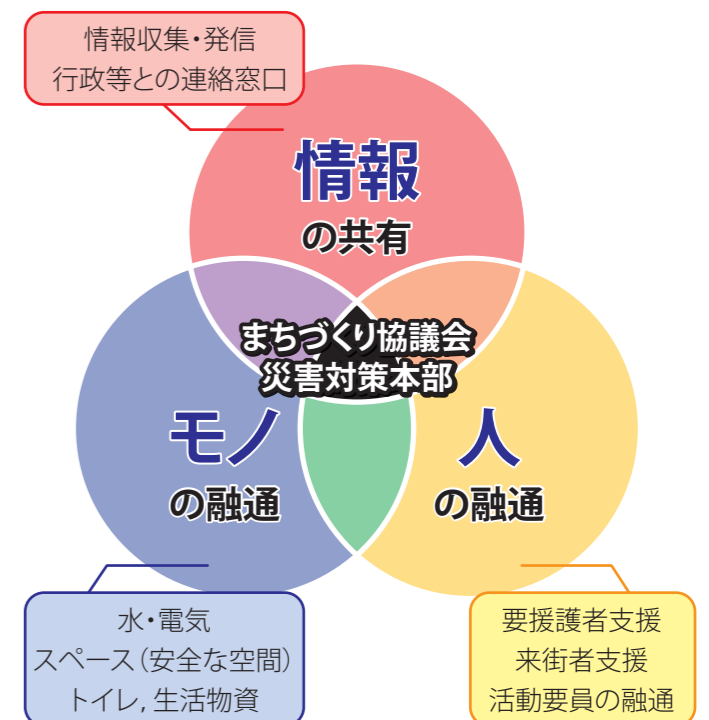 情報収集・発信
行政等との連絡窓口
情報
の共有
まちづくり協議会
災害対策本部
モノ
の融通
人
の融通
水・電気
スペース（安全な空間）
トイレ, 生活物資
要援護者支援
来街者支援
活動要員の融通